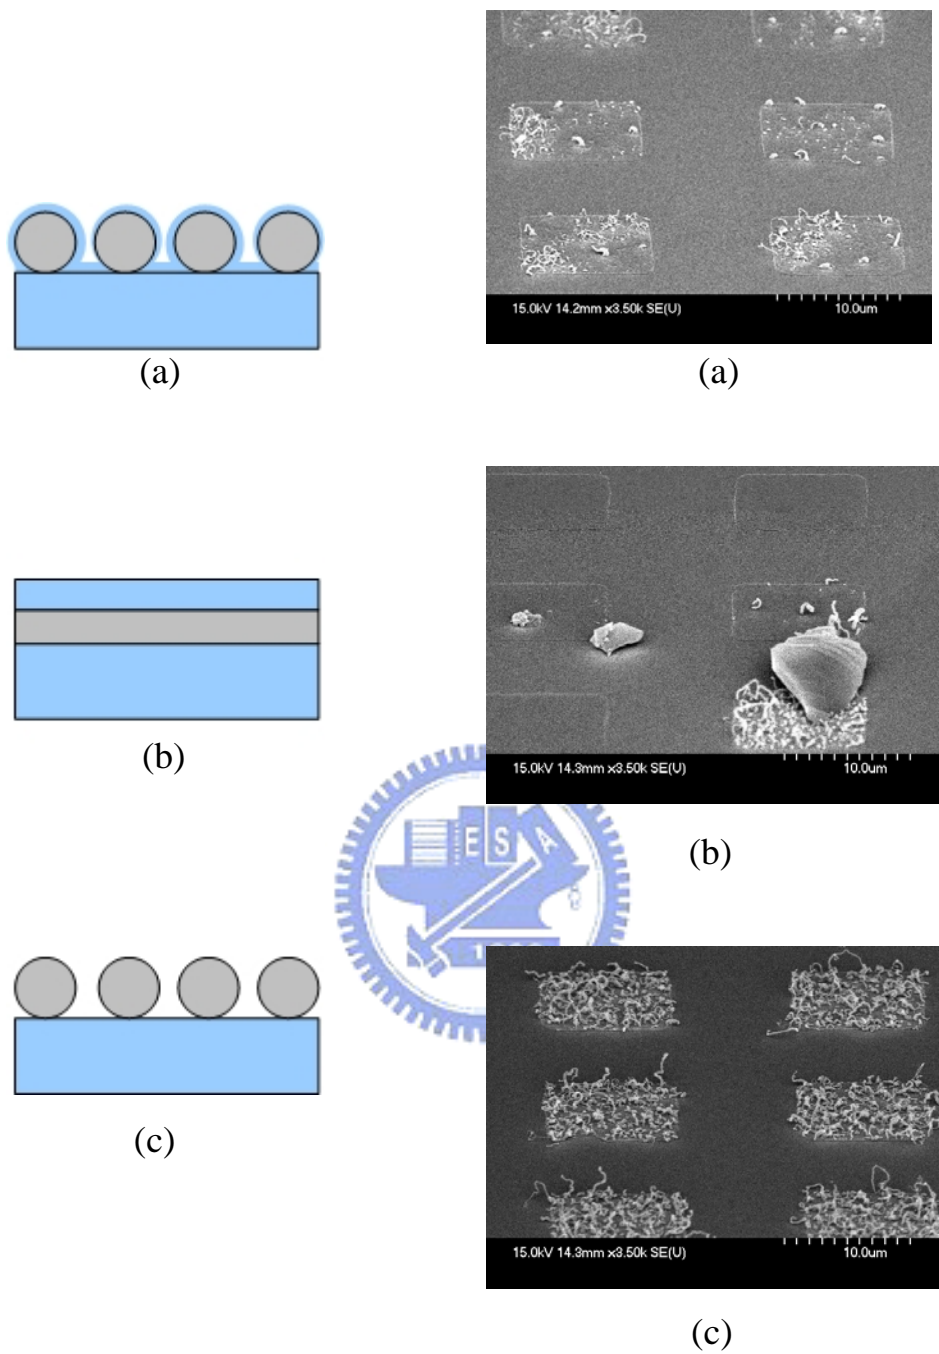 (a)
15.0kV 14.2mm x3.50k SE(U)
10.0um
(a)
(b)
15.0kV 14.3mm x3.50k SE(U)
10.0um
(b)
E S A
(c)
15.0kV 14.3mm x3.50k SE(U)
10.0um
(c)